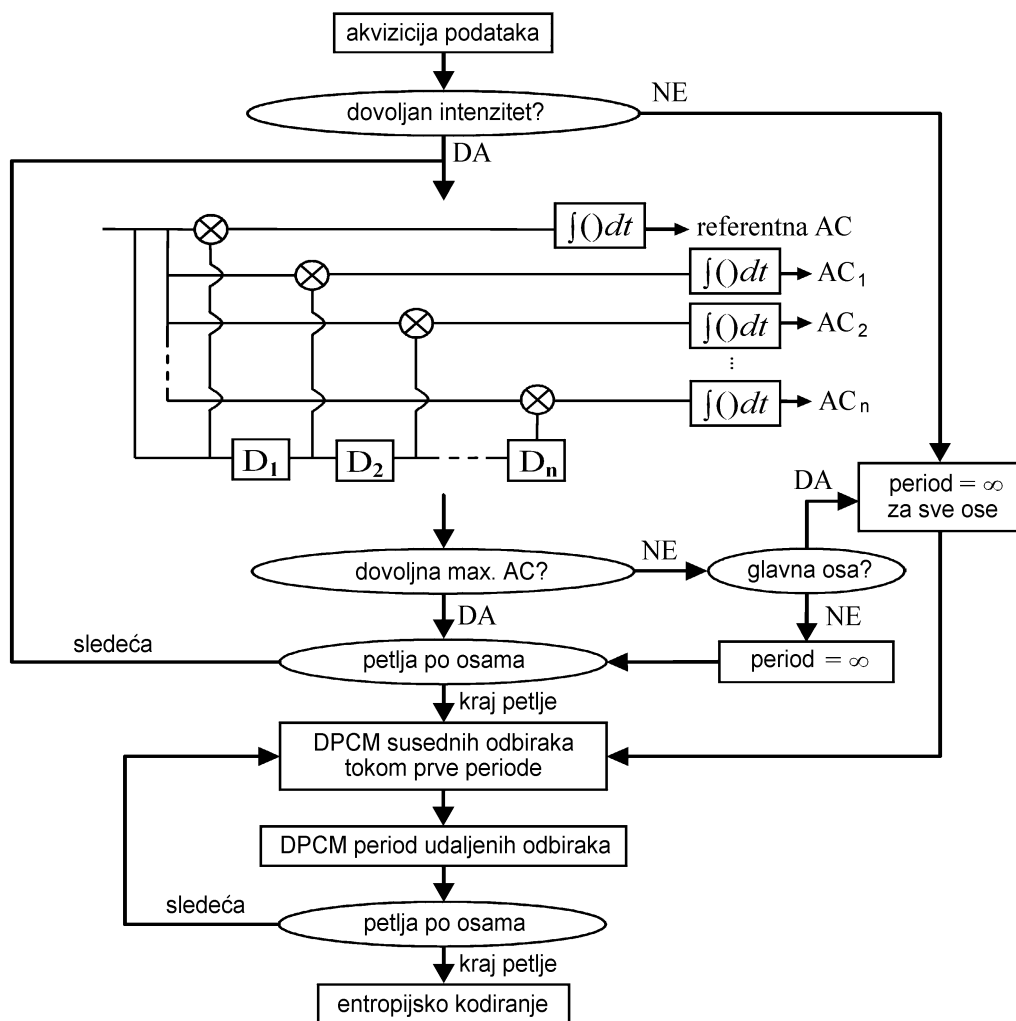 akvizicija podataka
dovoljan intenzitet?
NE
DA
∫()dt
referentna AC
∫()dt
AC₁
∫()dt
AC₂
⋮
∫()dt
ACₙ
D₁
D₂
Dₙ
DA
period = ∞
za sve ose
NE
dovoljna max. AC?
glavna osa?
DA
NE
sledeća
petlja po osama
period = ∞
kraj petlje
DPCM susednih odbiraka
tokom prve periode
DPCM period udaljenih odbiraka
sledeća
petlja po osama
kraj petlje
entropijsko kodiranje